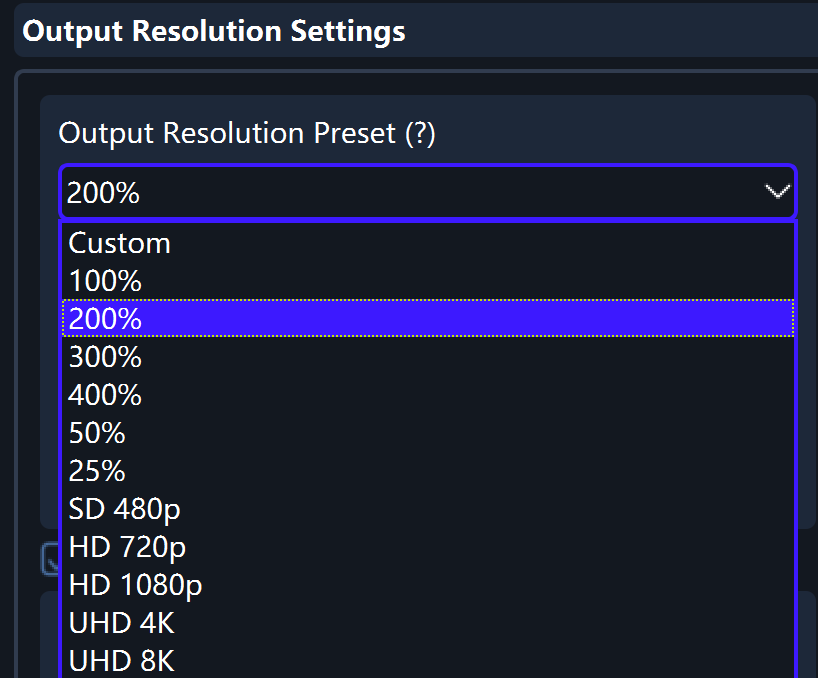 Output Resolution Settings
Output Resolution Preset (?)
200%
Custom
100%
200%
300%
400%
50%
25%
SD 480p
HD 720p
HD 1080p
UHD 4K
UHD 8K